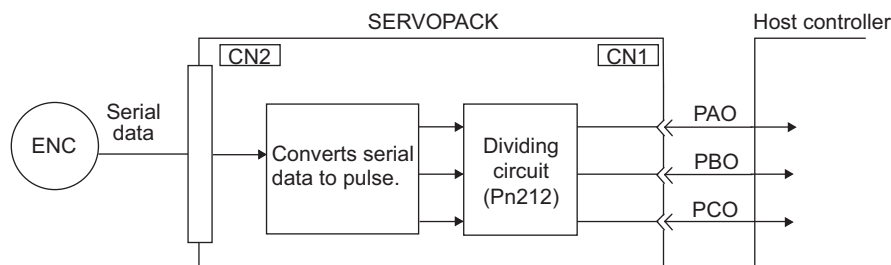 SERVOPACK
Host controller
CN2
CN1
Serial
data
ENC
Converts serial
data to pulse.
Dividing
circuit
(Pn212)
PAO
PBO
PCO